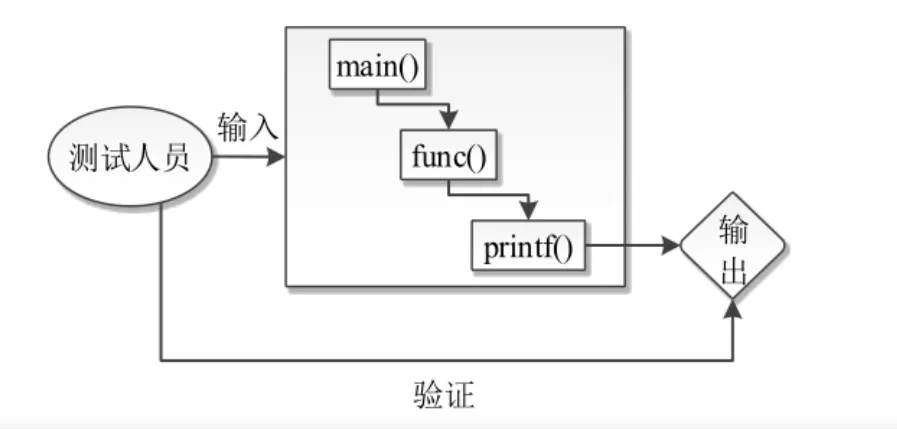 main()
输入
测试人员
func()
printf()
输
出
验证